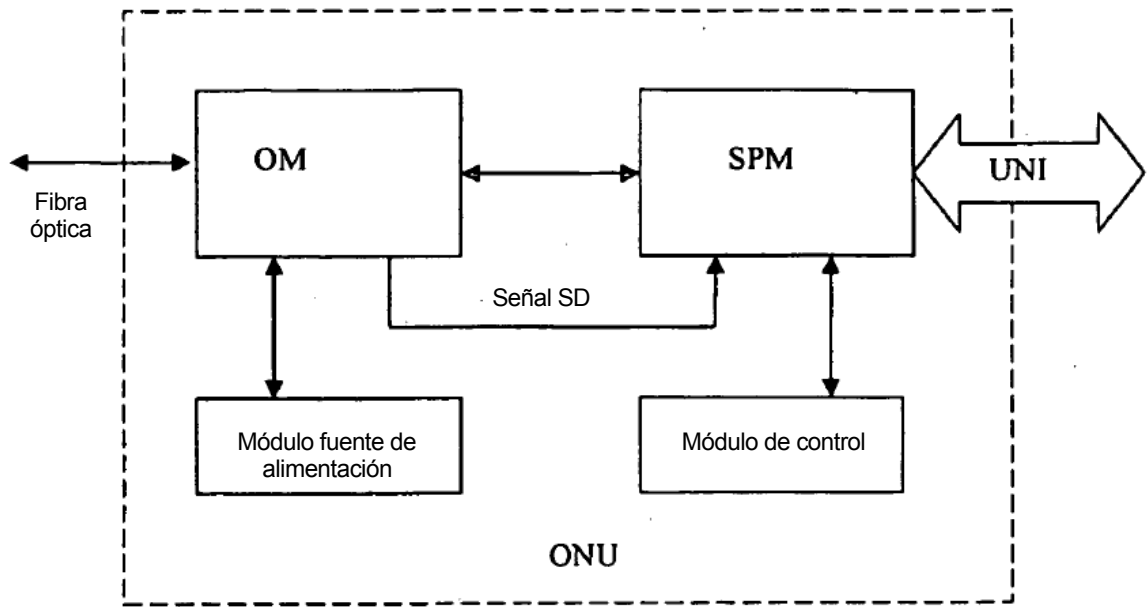 OM
SPM
UNI
Fibra
óptica
Señal SD
Módulo fuente de
alimentación
Módulo de control
ONU